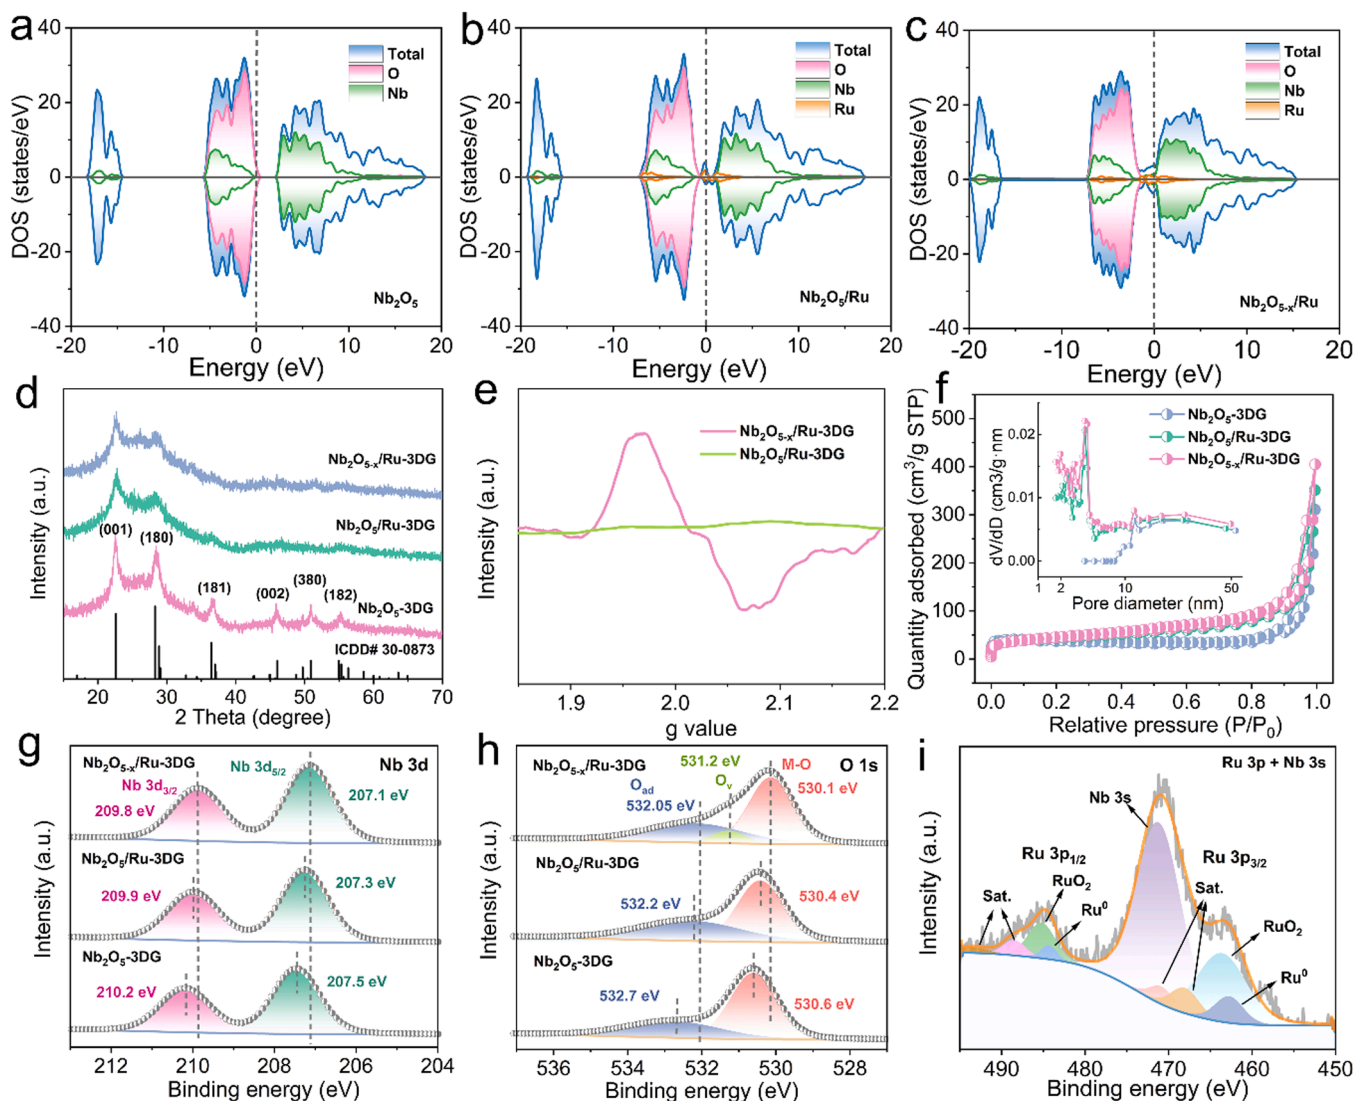 a
40
20
0
-20
-40
DOS (states/eV)
Total
O
Nb
Nb₂O₅
-20 -10 0 10 20
Energy (eV)
b
40
20
0
-20
-40
DOS (states/eV)
Total
O
Nb
Ru
Nb₂O₅/Ru
-20 -10 0 10 20
Energy (eV)
c
40
20
0
-20
-40
DOS (states/eV)
Total
O
Nb
Ru
Nb₂O₅₋ₓ/Ru
-20 -10 0 10 20
Energy (eV)
d
Intensity (a.u.)
Nb₂O₅₋ₓ/Ru-3DG
Nb₂O₅/Ru-3DG
(001)
(180)
(181)
(002)
(380)
(182)
Nb₂O₅-3DG
ICDD# 30-0873
20 30 40 50 60 70
2 Theta (degree)
e
Intensity (a.u.)
Nb₂O₅₋ₓ/Ru-3DG
Nb₂O₅/Ru-3DG
1.9 2.0 2.1 2.2
g value
f
Quantity adsorbed (cm³/g STP)
500
400
300
200
100
0
dV/dD (cm3/g·nm)
0.02
0.010
0.00
1 2 10 50
Pore diameter (nm)
Nb₂O₅-3DG
Nb₂O₅/Ru-3DG
Nb₂O₅₋ₓ/Ru-3DG
0.0 0.2 0.4 0.6 0.8 1.0
Relative pressure (P/P₀)
g
Intensity (a.u.)
Nb 3d
Nb₂O₅₋ₓ/Ru-3DG
Nb 3d₃/₂
209.8 eV
Nb 3d₅/₂
207.1 eV
Nb₂O₅/Ru-3DG
209.9 eV
207.3 eV
Nb₂O₅-3DG
210.2 eV
207.5 eV
212 210 208 206 204
Binding energy (eV)
h
Intensity (a.u.)
O 1s
Nb₂O₅₋ₓ/Ru-3DG
531.2 eV
Oᵥ
M-O
O_ad
532.05 eV
530.1 eV
Nb₂O₅/Ru-3DG
532.2 eV
530.4 eV
Nb₂O₅-3DG
532.7 eV
530.6 eV
536 534 532 530 528
Binding energy (eV)
i
Intensity (a.u.)
Ru 3p + Nb 3s
Nb 3s
Ru 3p₁/₂
RuO₂
Sat.
Ru⁰
Ru 3p₃/₂
Sat.
RuO₂
Ru⁰
490 480 470 460 450
Binding energy (eV)